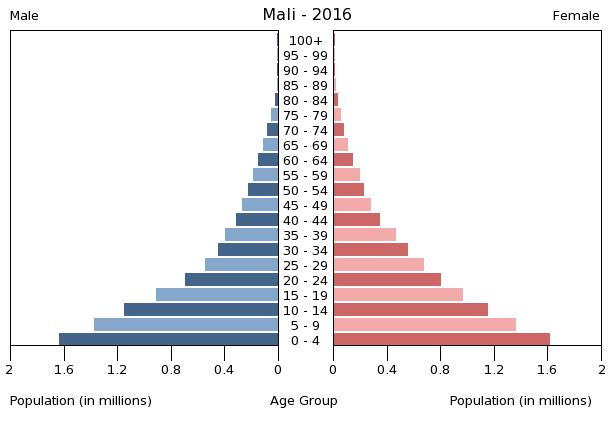 Male Mali - 2016 Female
100+
95 - 99
90 - 94
85 - 89
80 - 84
75 - 79
70 - 74
65 - 69
60 - 64
55 - 59
50 - 54
45 - 49
40 - 44
35 - 39
30 - 34
25 - 29
20 - 24
15 - 19
10 - 14
5 - 9
0 - 4
2 1.6 1.2 0.8 0.4 0 0 0.4 0.8 1.2 1.6 2
Population (in millions) Age Group Population (in millions)